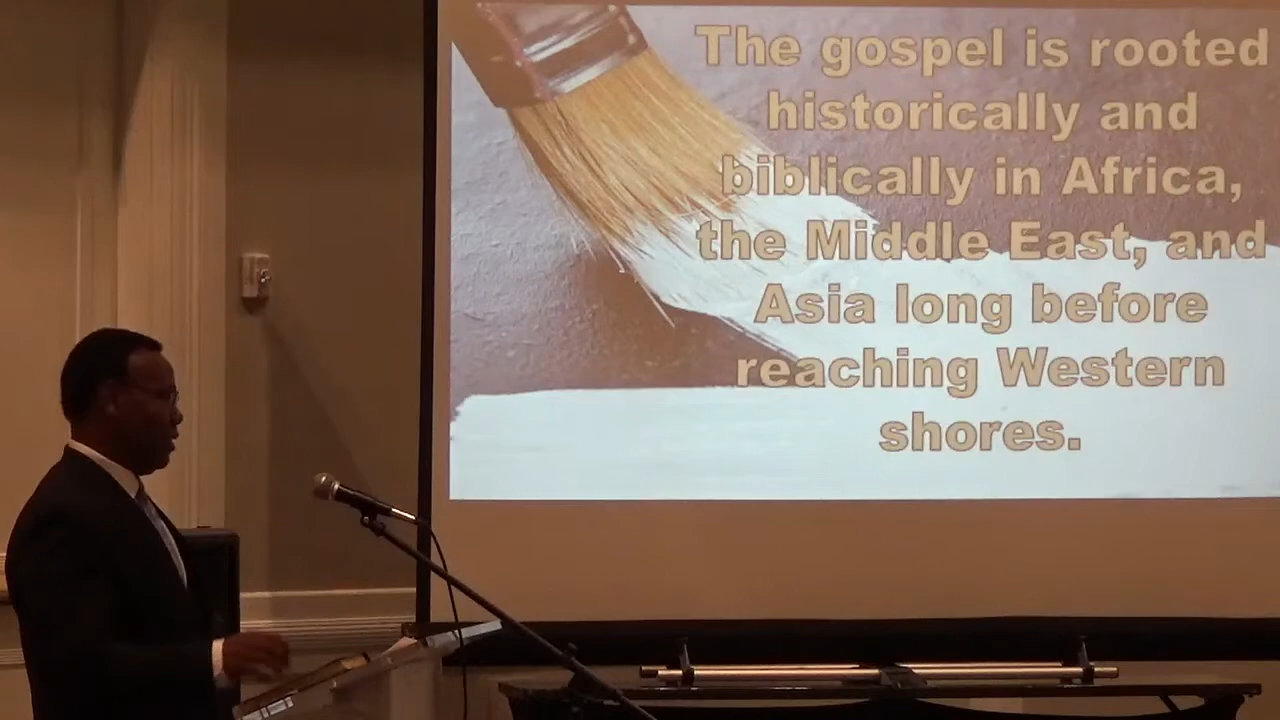 The gospel is rooted
historically and
biblically in Africa,
the Middle East, and
Asia long before
reaching Western
shores.